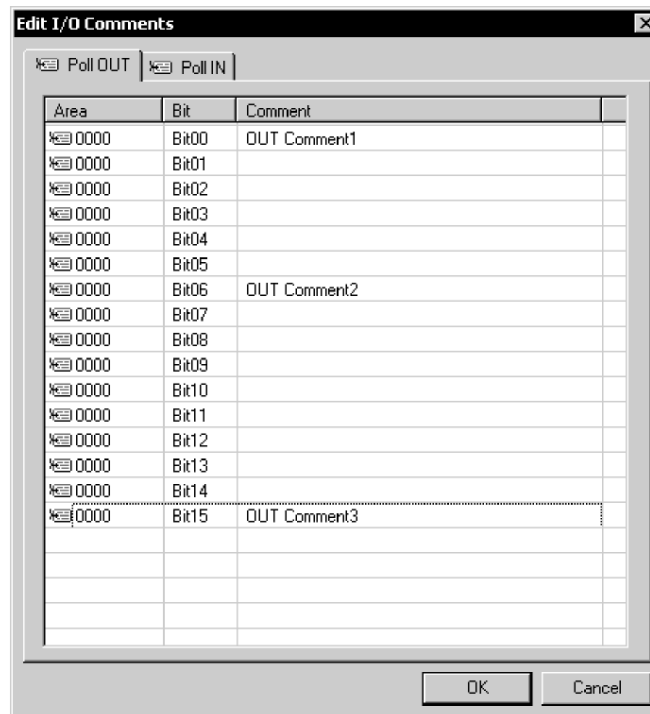 Edit I/O Comments
Poll OUT Poll IN
Area Bit Comment
0000 Bit00 OUT Comment1
0000 Bit01
0000 Bit02
0000 Bit03
0000 Bit04
0000 Bit05
0000 Bit06 OUT Comment2
0000 Bit07
0000 Bit08
0000 Bit09
0000 Bit10
0000 Bit11
0000 Bit12
0000 Bit13
0000 Bit14
0000 Bit15 OUT Comment3
OK Cancel